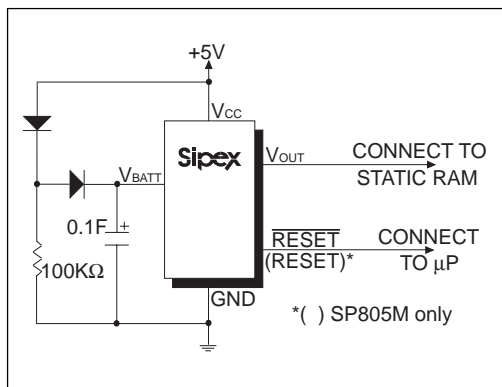 +5V
VCC
Sipex
VOUT
CONNECT TO
STATIC RAM
VBATT
0.1F
+
RESET
(RESET)*
CONNECT
TO µP
100KΩ
GND
*( ) SP805M only